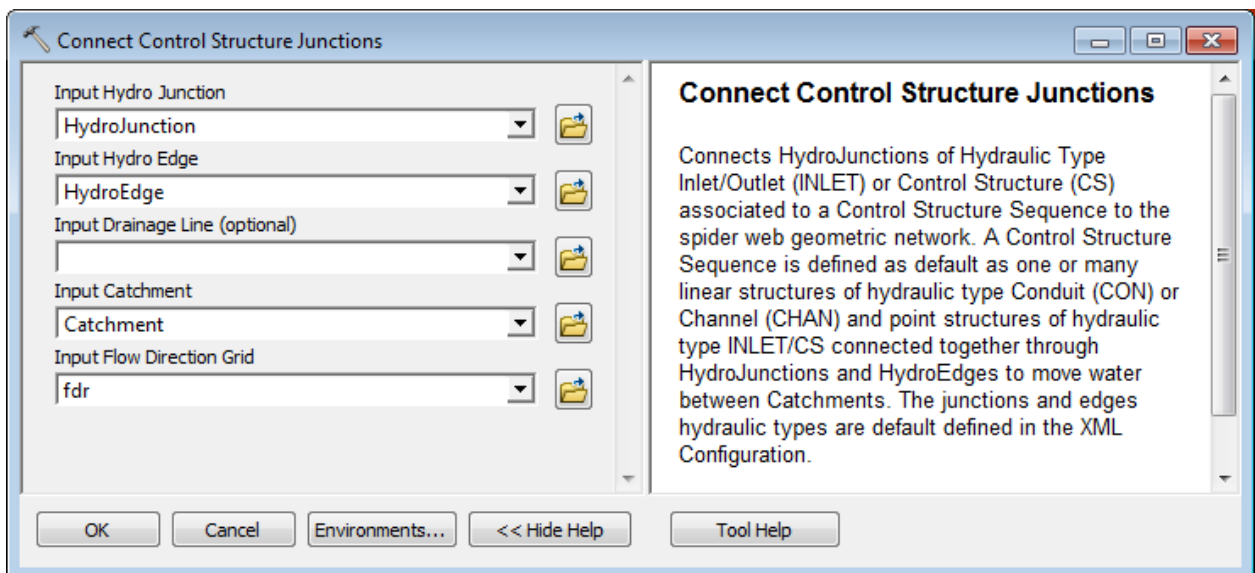 Connect Control Structure Junctions
Input Hydro Junction
HydroJunction
Input Hydro Edge
HydroEdge
Input Drainage Line (optional)
Input Catchment
Catchment
Input Flow Direction Grid
fdr
Connect Control Structure Junctions
Connects HydroJunctions of Hydraulic Type
Inlet/Outlet (INLET) or Control Structure (CS)
associated to a Control Structure Sequence to the
spider web geometric network. A Control Structure
Sequence is defined as default as one or many
linear structures of hydraulic type Conduit (CON) or
Channel (CHAN) and point structures of hydraulic
type INLET/CS connected together through
HydroJunctions and HydroEdges to move water
between Catchments. The junctions and edges
hydraulic types are default defined in the XML
Configuration.
OK
Cancel
Environments...
<< Hide Help
Tool Help